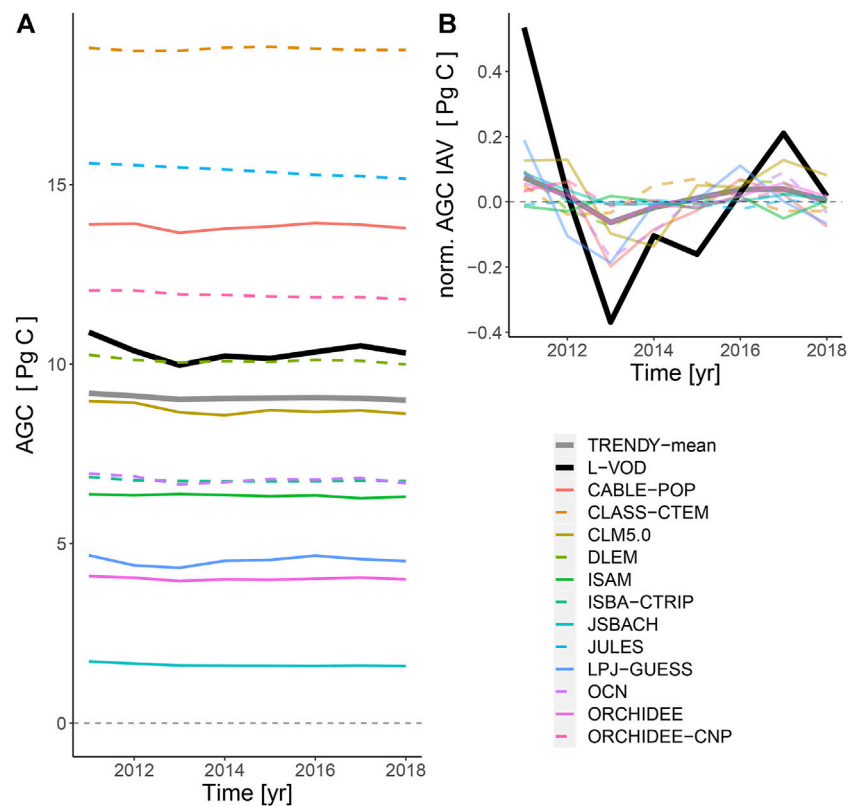 A
AGC [ Pg C ]
15
10
5
0
2012 2014 2016 2018
Time [yr]
B
norm. AGC IAV [ Pg C ]
0.4
0.2
0.0
−0.2
−0.4
2012 2014 2016 2018
Time [yr]
TRENDY−mean
L−VOD
CABLE−POP
CLASS−CTEM
CLM5.0
DLEM
ISAM
ISBA−CTRIP
JSBACH
JULES
LPJ−GUESS
OCN
ORCHIDEE
ORCHIDEE−CNP